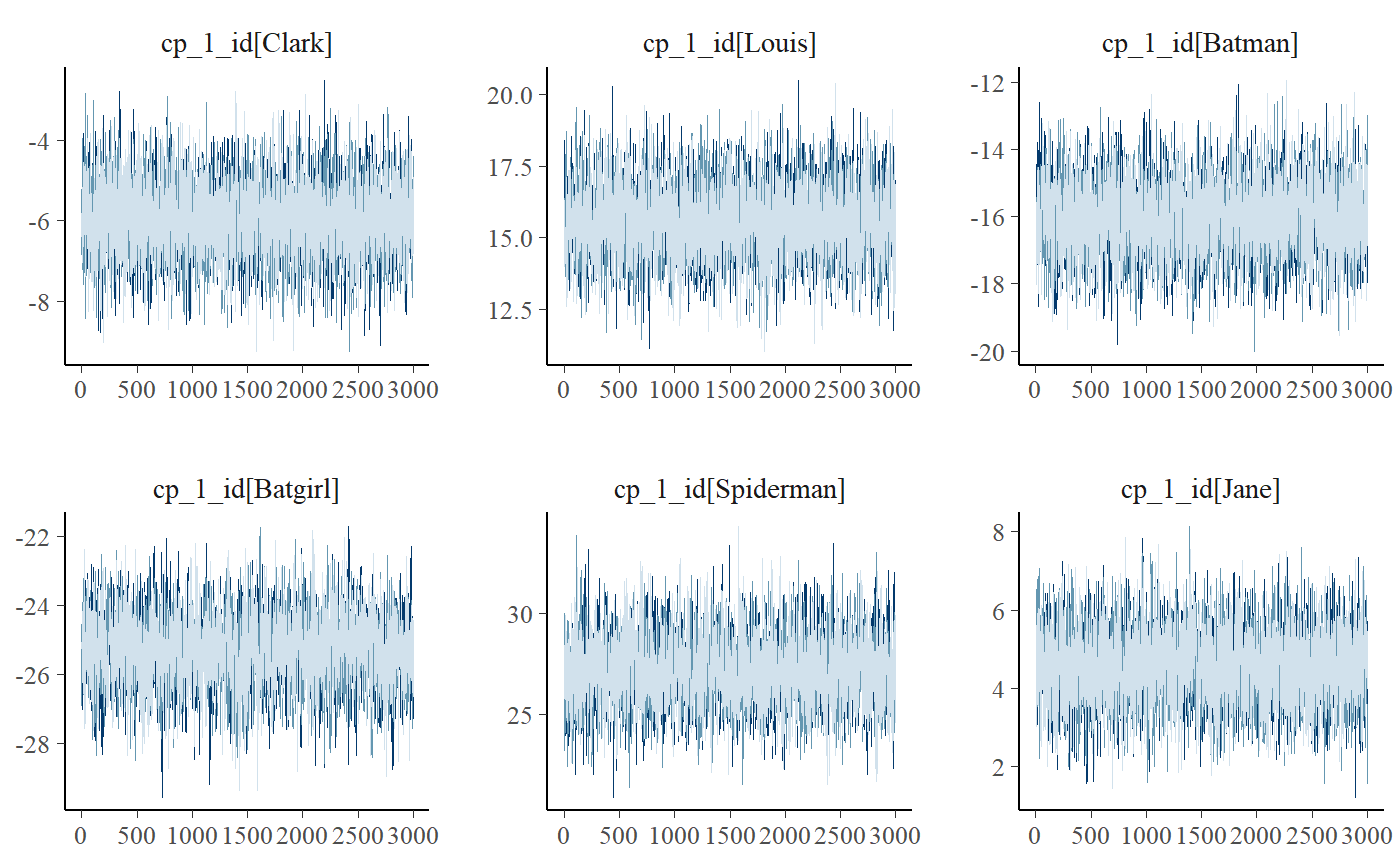 cp_1_id[Clark] cp_1_id[Louis] cp_1_id[Batman]
-4 -6 -8
20.0 17.5 15.0 12.5
-12 -14 -16 -18 -20
0 500 1000 1500 2000 2500 3000
0 500 1000 1500 2000 2500 3000
0 500 1000 1500 2000 2500 3000
cp_1_id[Batgirl] cp_1_id[Spiderman] cp_1_id[Jane]
-22 -24 -26 -28
30 25
8 6 4 2
0 500 1000 1500 2000 2500 3000
0 500 1000 1500 2000 2500 3000
0 500 1000 1500 2000 2500 3000